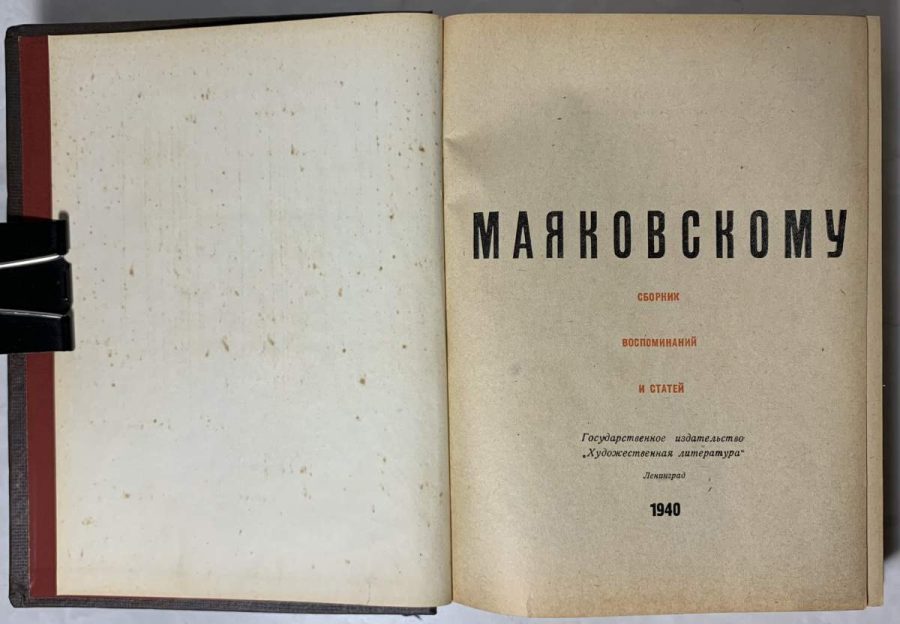 МАЯКОВСКОМУ
СБОРНИК
ВОСПОМИНАНИЙ
И СТАТЕЙ
Государственное издательство
„Художественная литература“
Ленинград
1940